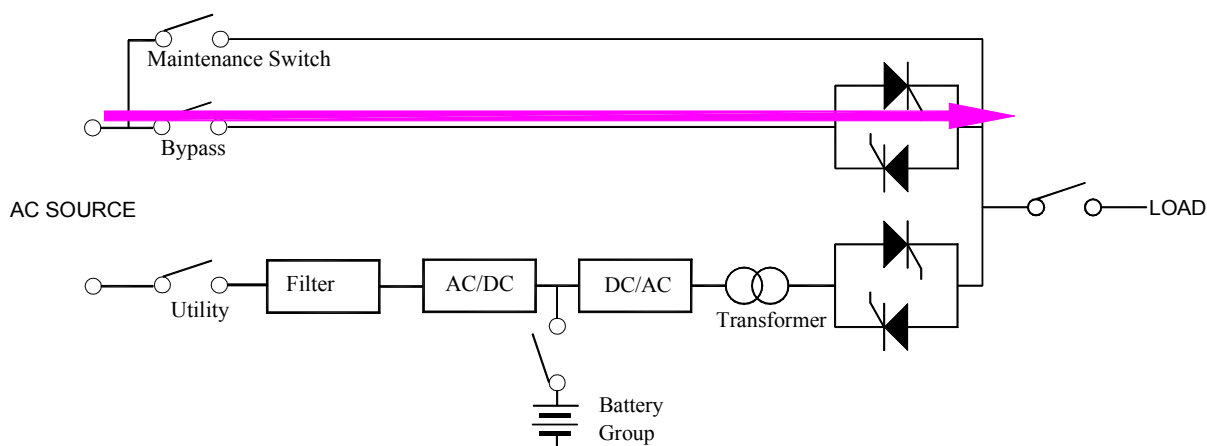 Maintenance Switch
Bypass
AC SOURCE
LOAD
Utility
Filter
AC/DC
DC/AC
Transformer
Battery
Group